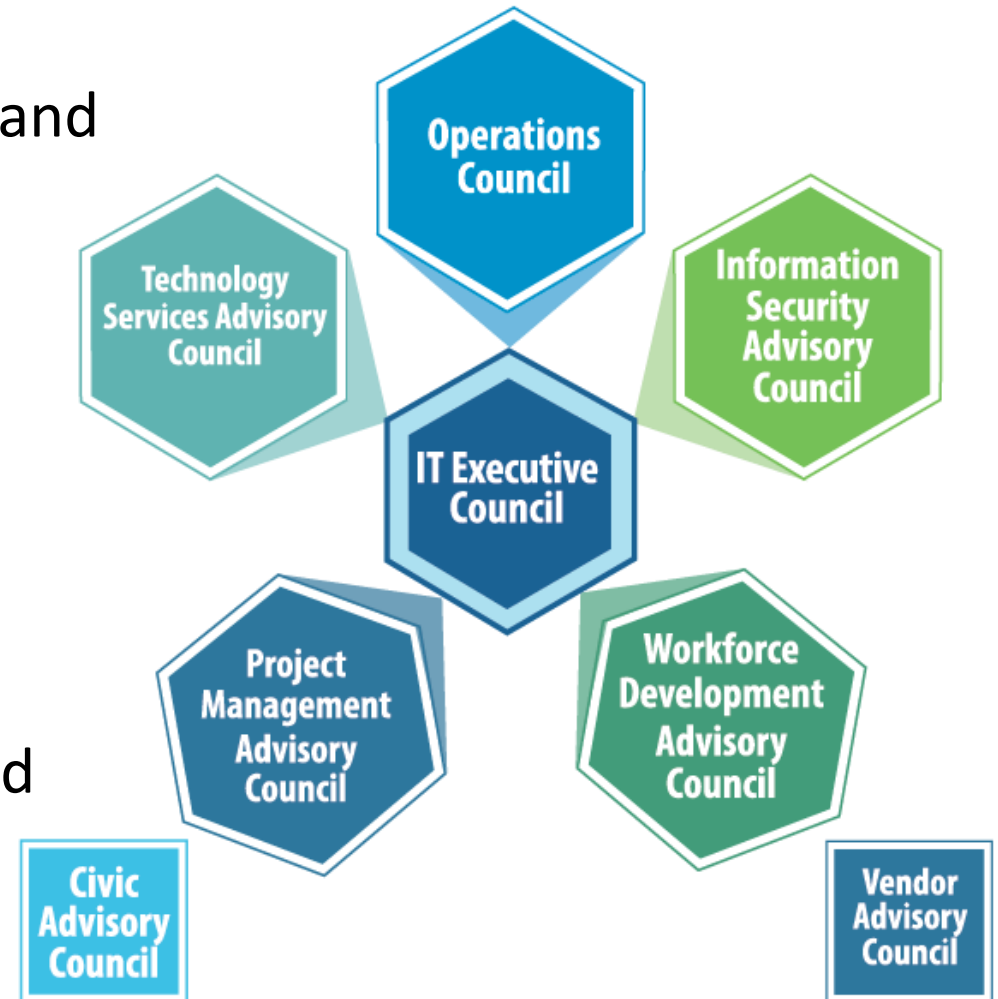 and
Operations
Council
Technology
Services Advisory
Council
Information
Security
Advisory
Council
IT Executive
Council
Project
Management
Advisory
Council
Workforce
Development
Advisory
Council
d
Civic
Advisory
Council
Vendor
Advisory
Council